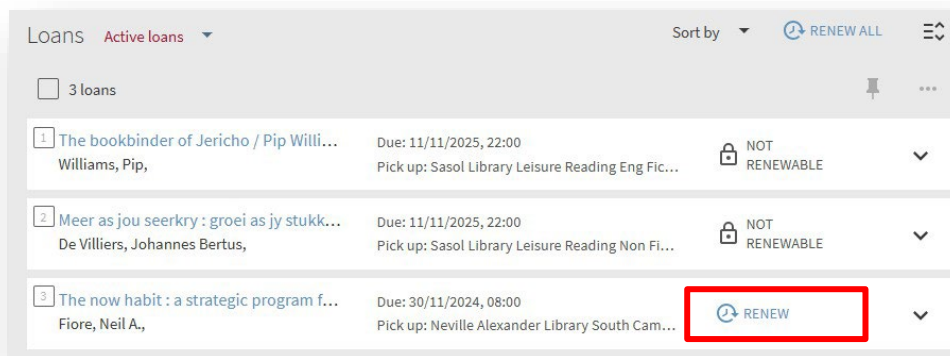 Loans Active loans Sort by RENEW ALL
3 loans
1 The bookbinder of Jericho / Pip Willi... Due: 11/11/2025, 22:00 NOT
Williams, Pip, Pick up: Sasol Library Leisure Reading Eng Fic... RENEWABLE
2 Meer as jou seerkry : groei as jy stukk... Due: 11/11/2025, 22:00 NOT
De Villiers, Johannes Bertus, Pick up: Sasol Library Leisure Reading Non Fi... RENEWABLE
3 The now habit : a strategic program f... Due: 30/11/2024, 08:00 RENEW
Fiore, Neil A., Pick up: Neville Alexander Library South Cam...